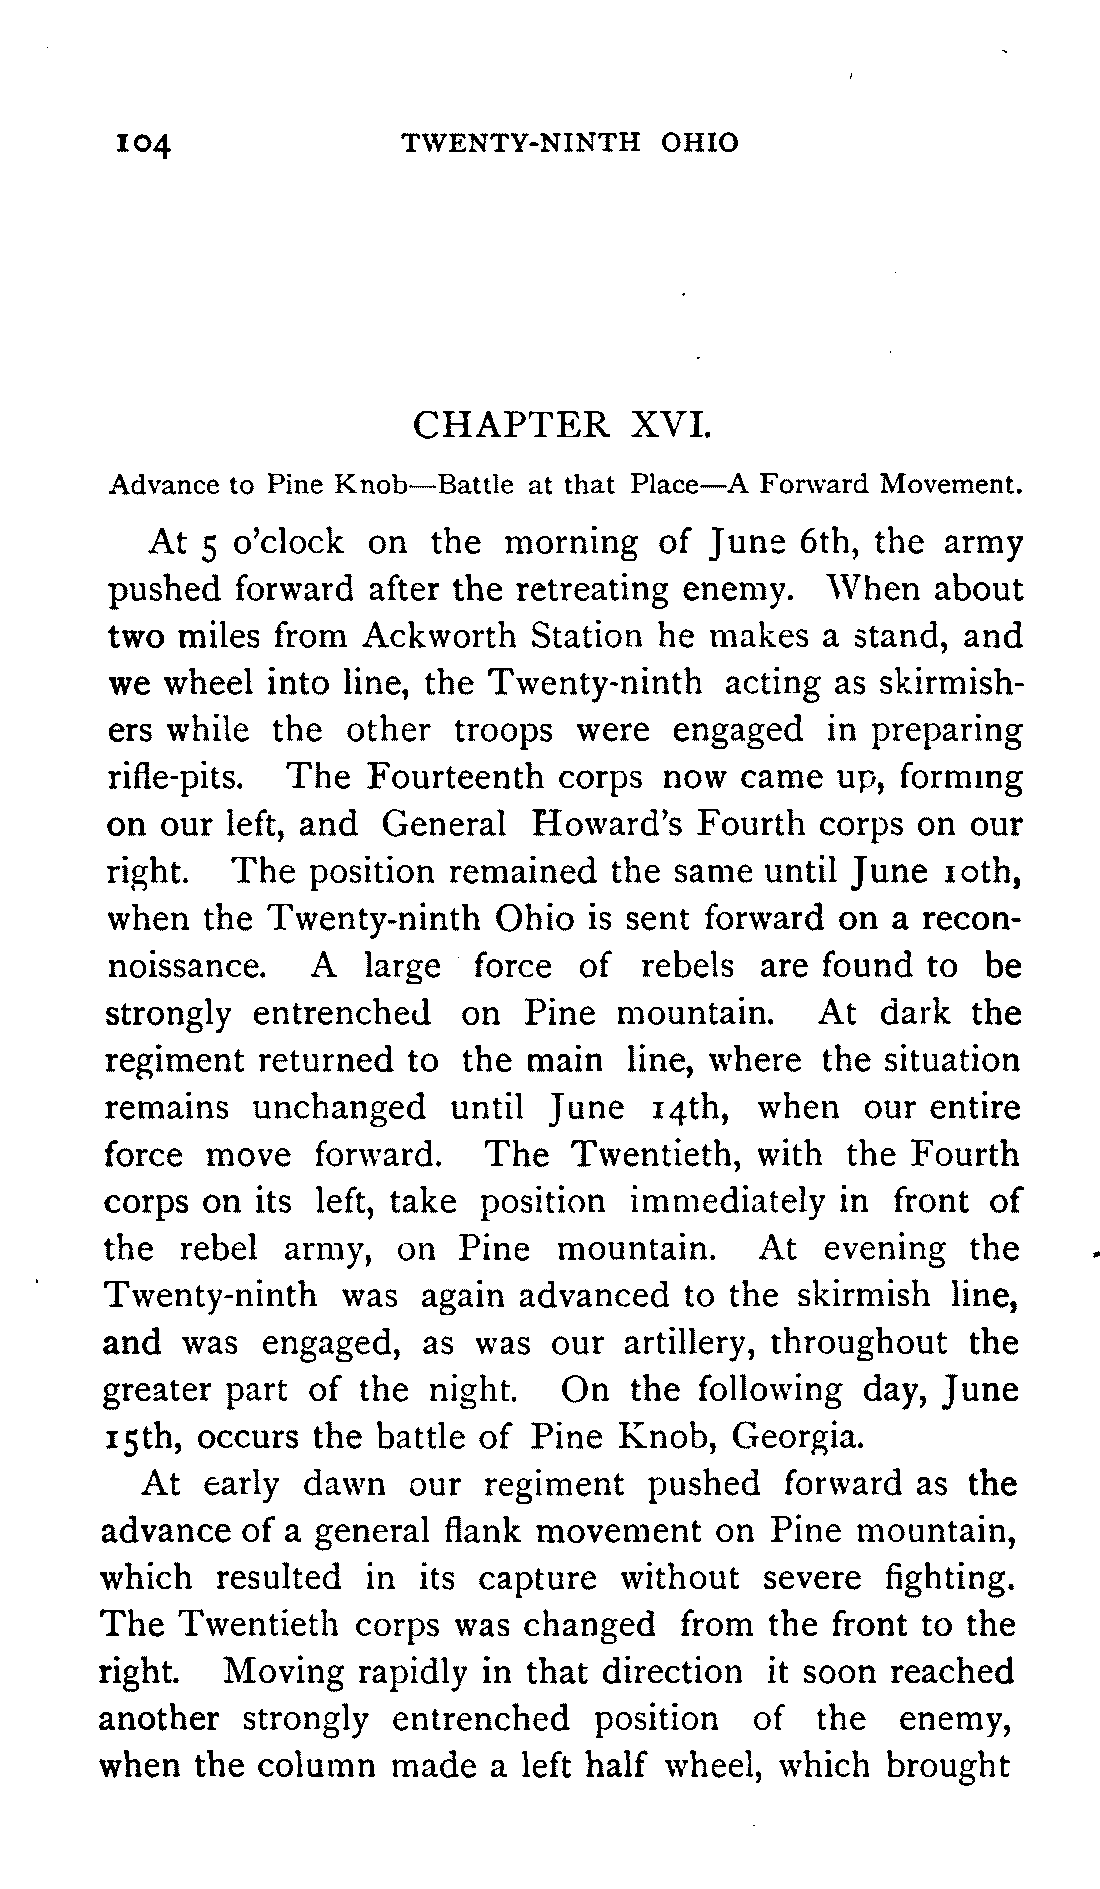 104 TWENTY-NINTH OHIO
CHAPTER XVI.
Advance to Pine Knob—Battle at that Place—A Forward Movement.
At 5 o'clock on the morning of June 6th, the army
pushed forward after the retreating enemy. When about
two miles from Ackworth Station he makes a stand, and
we wheel into line, the Twenty-ninth acting as skirmish-
ers while the other troops were engaged in preparing
rifle-pits. The Fourteenth corps now came up, forming
on our left, and General Howard's Fourth corps on our
right. The position remained the same until June 10th,
when the Twenty-ninth Ohio is sent forward on a recon-
noissance. A large force of rebels are found to be
strongly entrenched on Pine mountain. At dark the
regiment returned to the main line, where the situation
remains unchanged until June 14th, when our entire
force move forward. The Twentieth, with the Fourth
corps on its left, take position immediately in front of
the rebel army, on Pine mountain. At evening the
Twenty-ninth was again advanced to the skirmish line,
and was engaged, as was our artillery, throughout the
greater part of the night. On the following day, June
15th, occurs the battle of Pine Knob, Georgia.
At early dawn our regiment pushed forward as the
advance of a general flank movement on Pine mountain,
which resulted in its capture without severe fighting.
The Twentieth corps was changed from the front to the
right. Moving rapidly in that direction it soon reached
another strongly entrenched position of the enemy,
when the column made a left half wheel, which brought